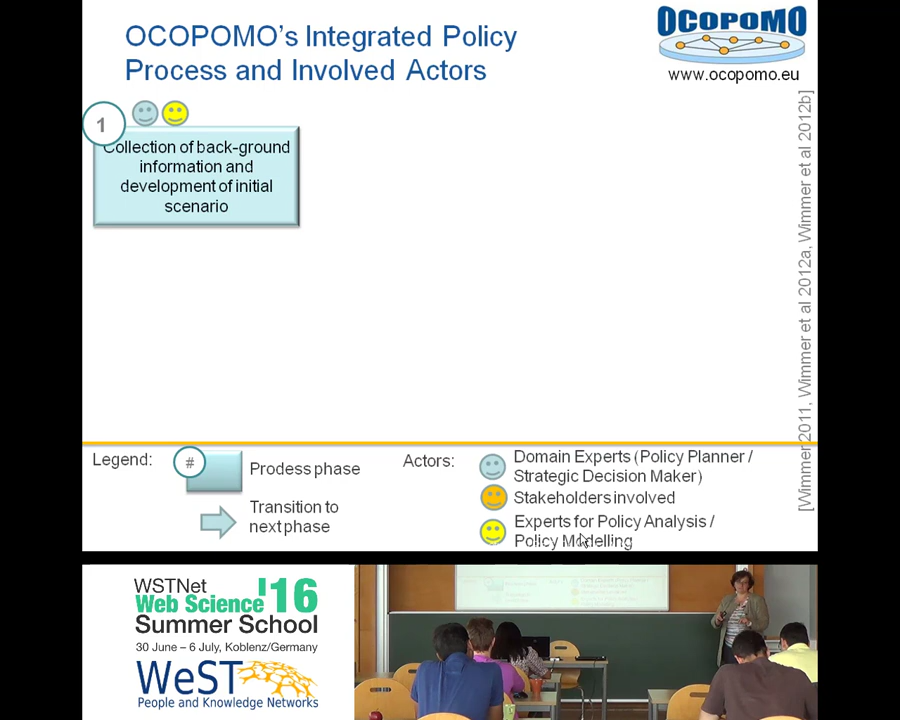 OCOPOMO's Integrated Policy
Process and Involved Actors
OCOPOMO
www.ocopomo.eu
1
Collection of back-ground
information and
development of initial
scenario
[Wimmer 2011, Wimmer et al 2012a, Wimmer et al 2012b]
Legend:
#
Prodess phase
Transition to
next phase
Actors:
Domain Experts (Policy Planner /
Strategic Decision Maker)
Stakeholders involved
Experts for Policy Analysis /
Policy Modelling
WSTNet
Web Science '16
Summer School
30 June – 6 July, Koblenz/Germany
WeST
People and Knowledge Networks